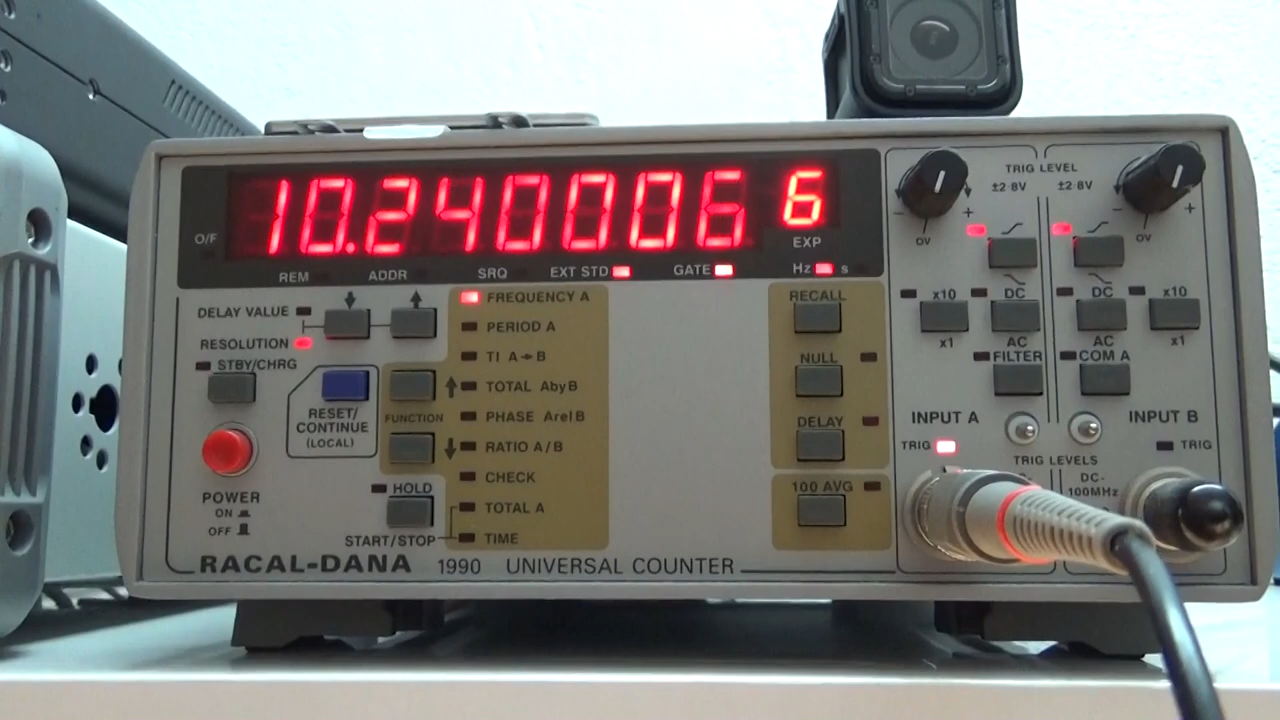 10.240006 6
O/F
EXP
REM ADDR SRQ EXT STD GATE Hz s
DELAY VALUE
RESOLUTION
STBY/CHRG
RESET/
CONTINUE
(LOCAL)
POWER
ON
OFF
FUNCTION
HOLD
START/STOP
FREQUENCY A
PERIOD A
TI A B
TOTAL AbyB
PHASE ArelB
RATIO A/B
CHECK
TOTAL A
TIME
RECALL
NULL
DELAY
100 AVG
TRIG LEVEL
±2·8V ±2·8V
- + - +
OV OV
x10 DC DC x10
x1 AC AC x1
FILTER COM A
INPUT A INPUT B
TRIG TRIG
TRIG LEVELS
DC-
100MHz
RACAL-DANA 1990 UNIVERSAL COUNTER